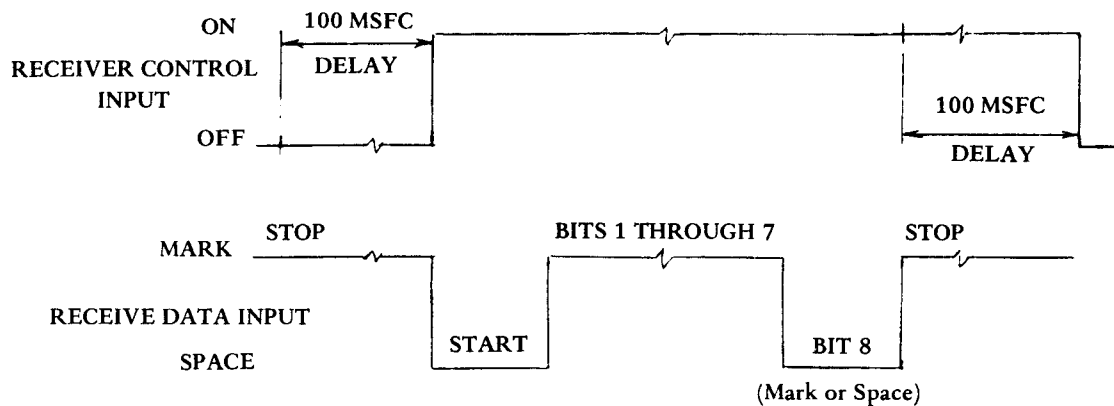 ON
100 MSFC
DELAY
RECEIVER CONTROL
INPUT
OFF
100 MSFC
DELAY
MARK
STOP
BITS 1 THROUGH 7
STOP
RECEIVE DATA INPUT
SPACE
START
BIT 8
(Mark or Space)